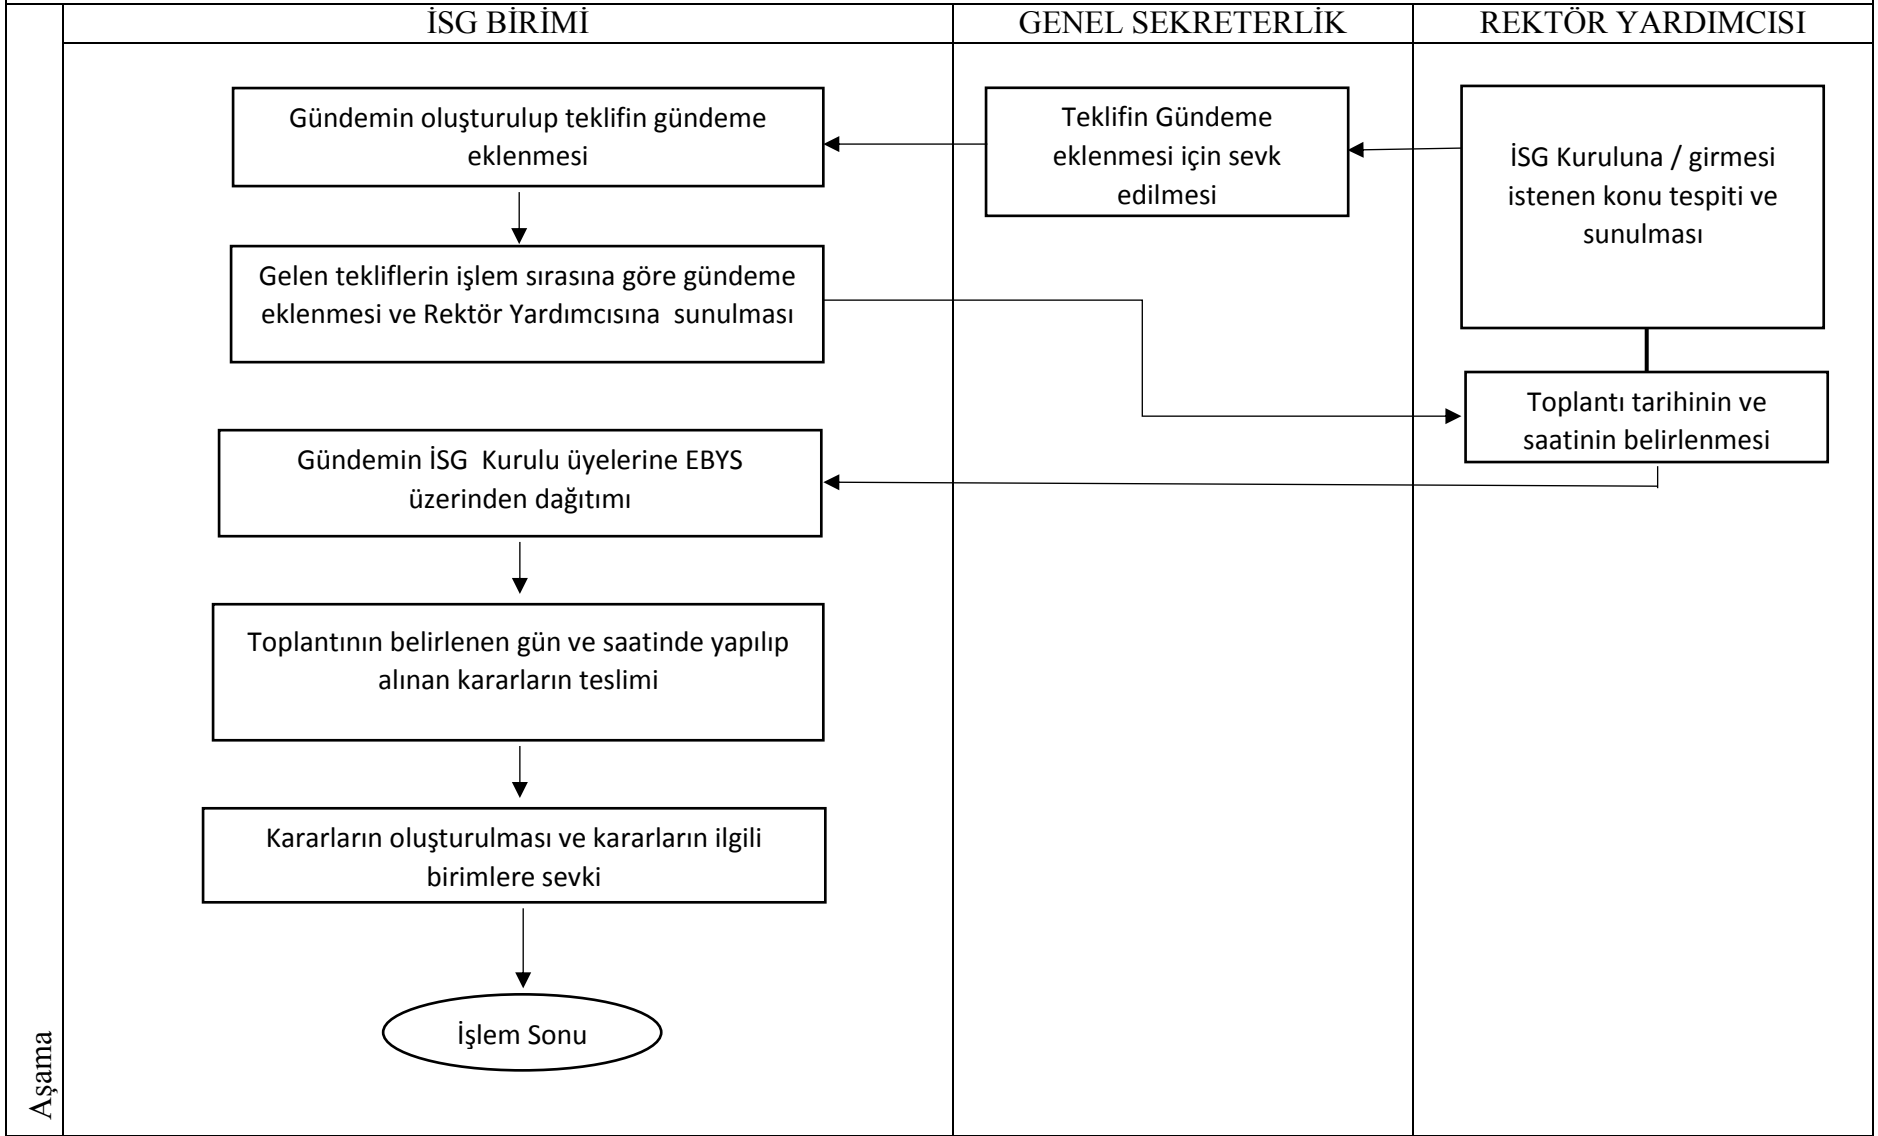 İSG BİRİMİ
GENEL SEKRETERLİK
REKTÖR YARDIMCISI
Gündemin oluşturulup teklifin gündeme
eklenmesi
Teklifin Gündeme
eklenmesi için sevk
edilmesi
İSG Kuruluna / girmesi
istenen konu tespiti ve
sunulması
Gelen tekliflerin işlem sırasına göre gündeme
eklenmesi ve Rektör Yardımcısına  sunulması
Toplantı tarihinin ve
saatinin belirlenmesi
Gündemin İSG  Kurulu üyelerine EBYS
üzerinden dağıtımı
Toplantının belirlenen gün ve saatinde yapılıp
alınan kararların teslimi
Kararların oluşturulması ve kararların ilgili
birimlere sevki
İşlem Sonu
Aşama